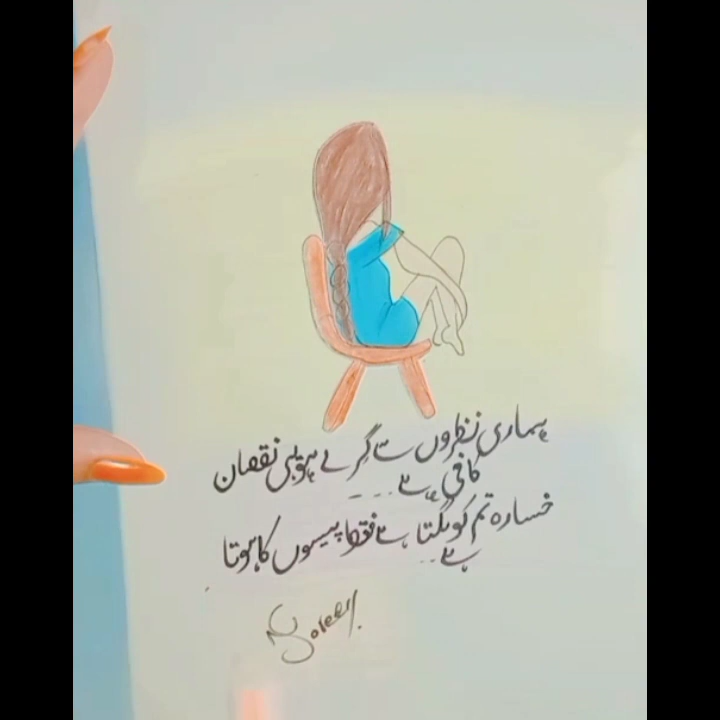 ہماری نظروں سے گرے ہو یہی نقصان
کافی ہے...
خسارہ تم کو لگتا ہے فقط پیسوں کا ہوتا
ہے..